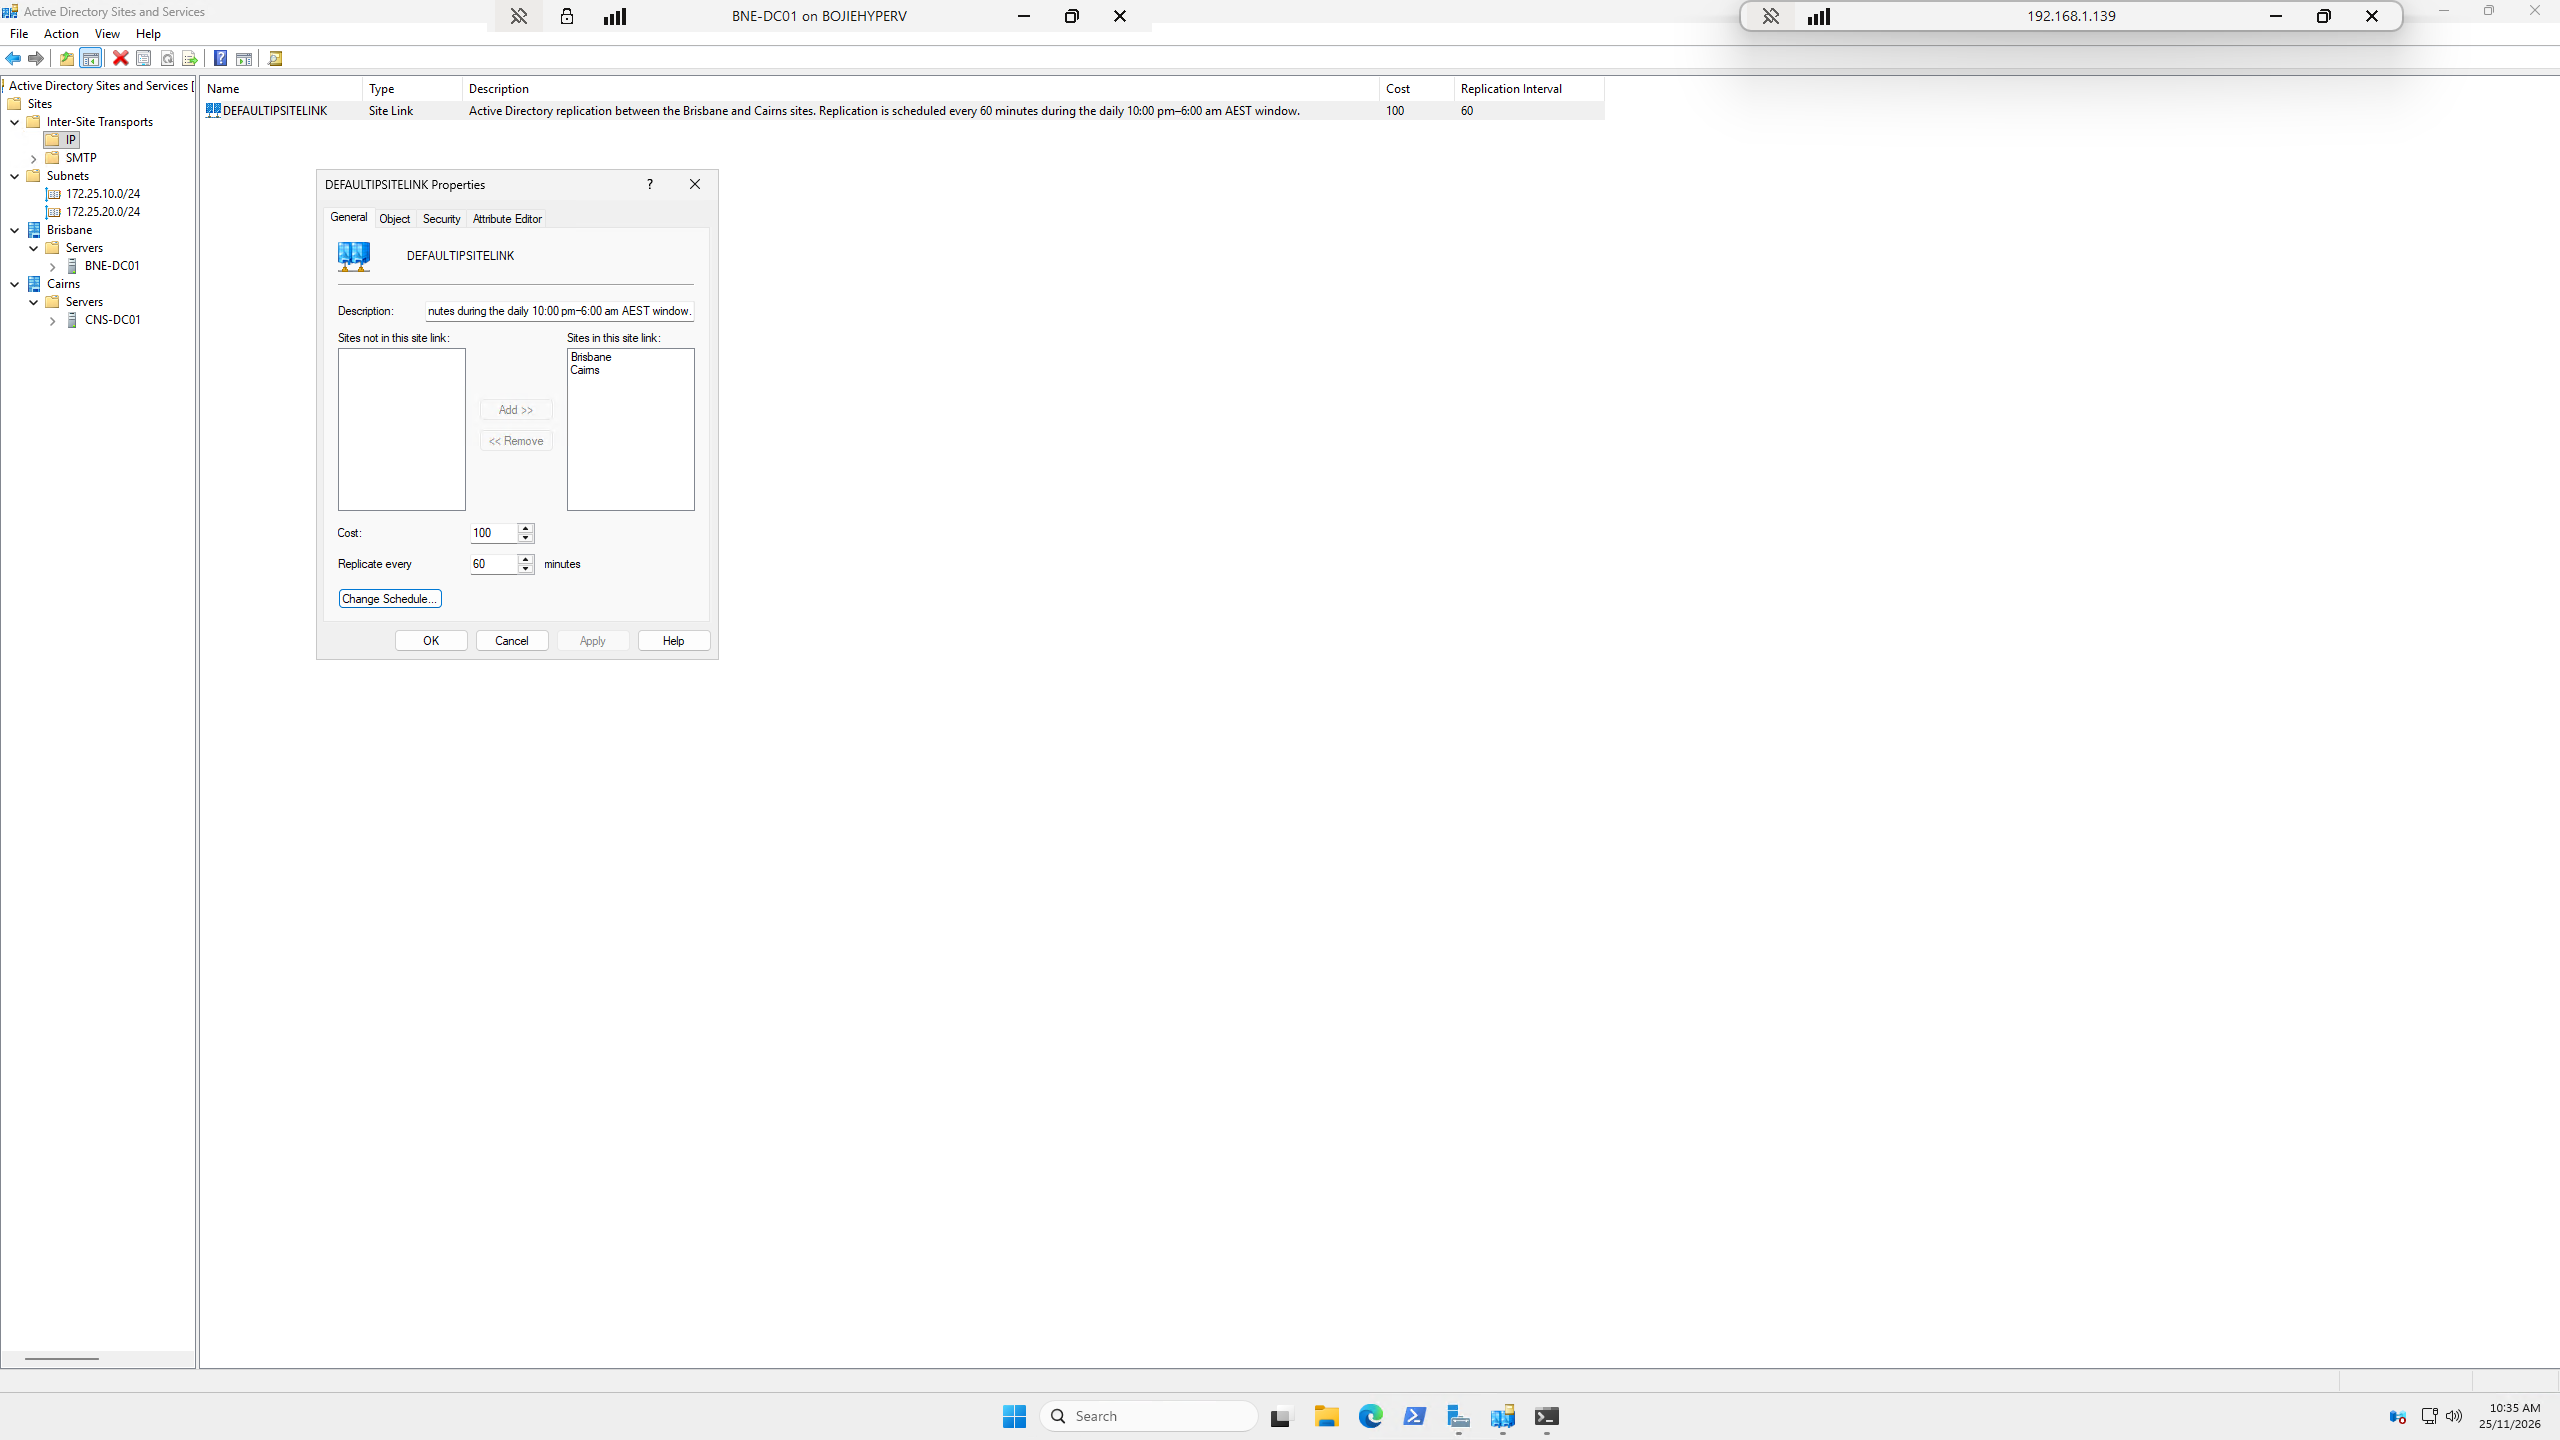 Active Directory Sites and Services
BNE-DC01 on BOJIEHYPERV
192.168.1.139
File Action View Help
Active Directory Sites and Services [
Sites
Inter-Site Transports
IP
SMTP
Subnets
172.25.10.0/24
172.25.20.0/24
Brisbane
Servers
BNE-DC01
Cairns
Servers
CNS-DC01
Name Type Description Cost Replication Interval
DEFAULTIPSITELINK Site Link Active Directory replication between the Brisbane and Cairns sites. Replication is scheduled every 60 minutes during the daily 10:00 pm–6:00 am AEST window. 100 60
DEFAULTIPSITELINK Properties ?
General Object Security Attribute Editor
DEFAULTIPSITELINK
Description: nutes during the daily 10:00 pm–6:00 am AEST window.
Sites not in this site link: Sites in this site link:
Brisbane
Cairns
Add >>
<< Remove
Cost: 100
Replicate every 60 minutes
Change Schedule...
OK Cancel Apply Help
Search
10:35 AM
25/11/2026